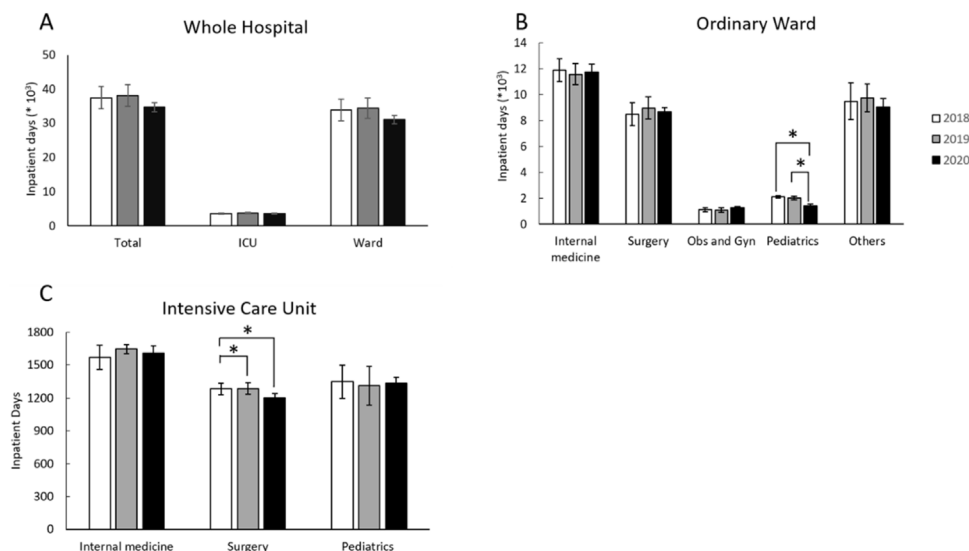 A
Whole Hospital
Inpatient days (* 10³)
50
40
30
20
10
0
Total ICU Ward
B
Ordinary Ward
Inpatient days (*10³)
14
12
10
8
6
4
2
0
*
*
Internal medicine
Surgery
Obs and Gyn
Pediatrics
Others
2018
2019
2020
C
Intensive Care Unit
Inpatient Days
1800
1500
1200
900
600
300
0
*
*
Internal medicine Surgery Pediatrics